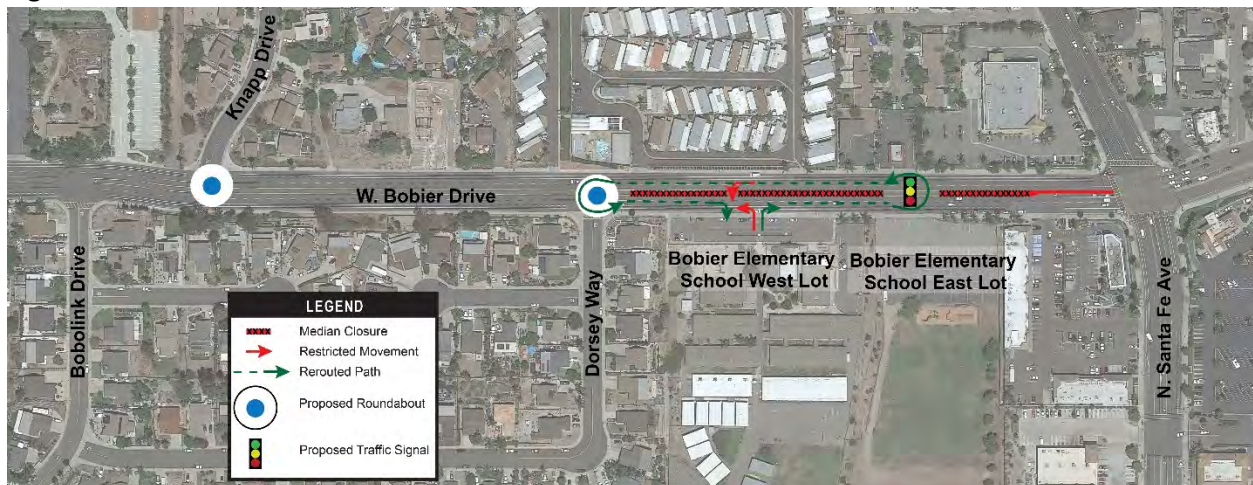 Knapp Drive
W. Bobier Drive
Bobolink Drive
Dorsey Way
Bobier Elementary
School West Lot
Bobier Elementary
School East Lot
N. Santa Fe Ave
LEGEND
Median Closure
Restricted Movement
Rerouted Path
Proposed Roundabout
Proposed Traffic Signal